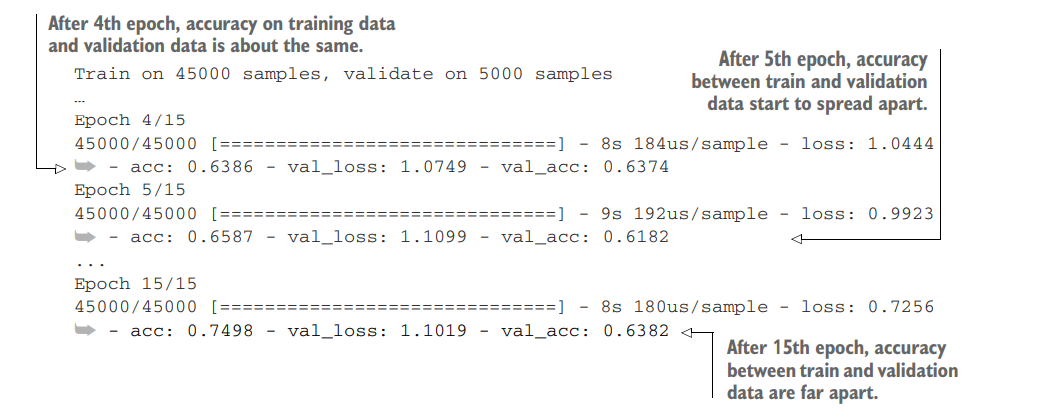 After 4th epoch, accuracy on training data
and validation data is about the same.
Train on 45000 samples, validate on 5000 samples
…
After 5th epoch, accuracy
between train and validation
data start to spread apart.
Epoch 4/15
45000/45000 [==============================] - 8s 184us/sample - loss: 1.0444
➥ - acc: 0.6386 - val_loss: 1.0749 - val_acc: 0.6374
Epoch 5/15
45000/45000 [==============================] - 9s 192us/sample - loss: 0.9923
➥ - acc: 0.6587 - val_loss: 1.1099 - val_acc: 0.6182
...
Epoch 15/15
45000/45000 [==============================] - 8s 180us/sample - loss: 0.7256
➥ - acc: 0.7498 - val_loss: 1.1019 - val_acc: 0.6382
After 15th epoch, accuracy
between train and validation
data are far apart.